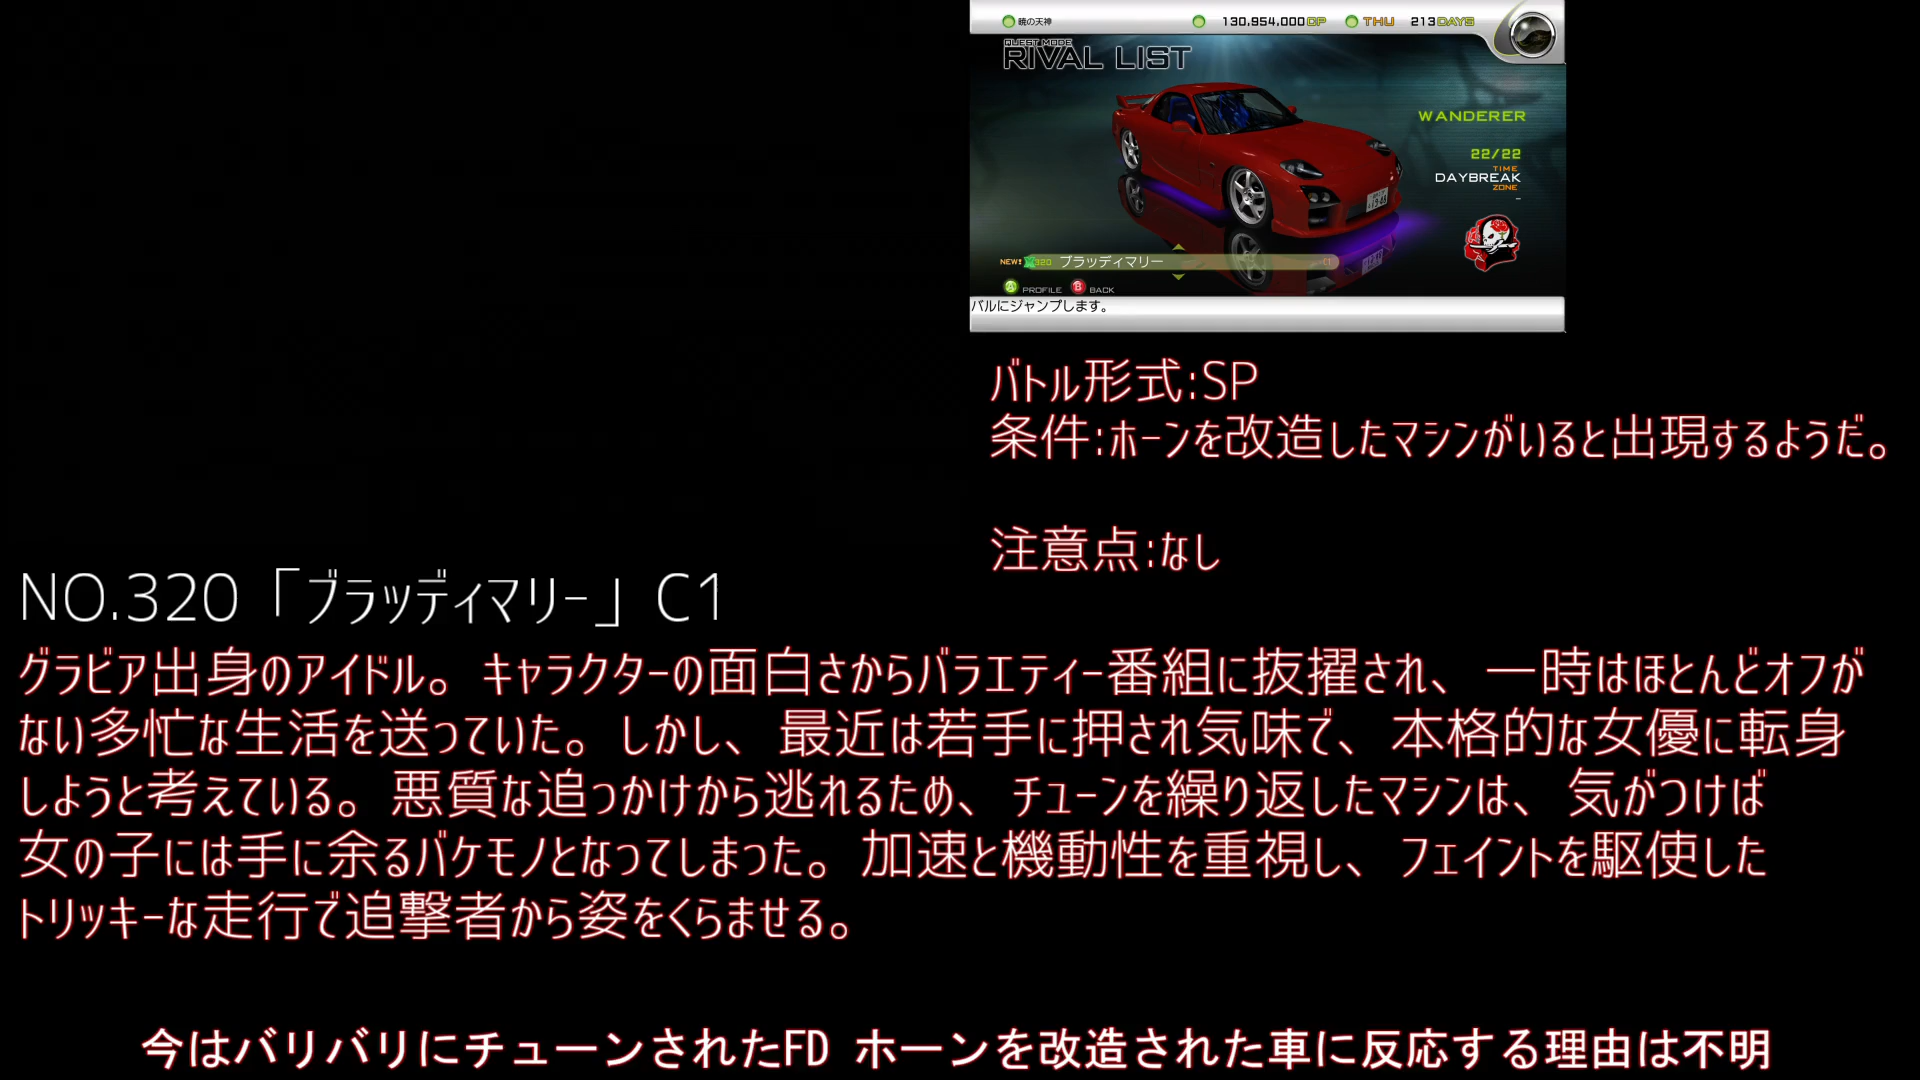 暁の天神
130,954,000CP
THU
213DAYS
QUEST MODE
RIVAL LIST
WANDERER
22/22
TIME
DAYBREAK
ZONE
-
NEW! 320 ブラッディマリー C1
PROFILE BACK
バルにジャンプします。
バトル形式:SP
条件:ホーンを改造したマシンがいると出現するようだ。
注意点:なし
NO.320「ブラッディマリー」C1
グラビア出身のアイドル。キャラクターの面白さからバラエティー番組に抜擢され、一時はほとんどオフが
ない多忙な生活を送っていた。しかし、最近は若手に押され気味で、本格的な女優に転身
しようと考えている。悪質な追っかけから逃れるため、チューンを繰り返したマシンは、気がつけば
女の子には手に余るバケモノとなってしまった。加速と機動性を重視し、フェイントを駆使した
トリッキーな走行で追撃者から姿をくらませる。
今はバリバリにチューンされたFD ホーンを改造された車に反応する理由は不明